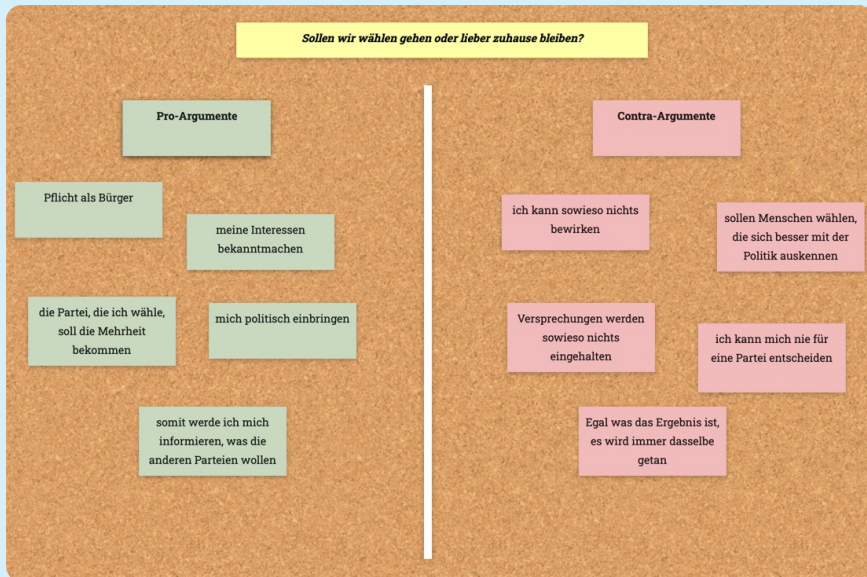 Sollen wir wählen gehen oder lieber zuhause bleiben?
Pro-Argumente
Pflicht als Bürger
meine Interessen
bekanntmachen
die Partei, die ich wähle,
soll die Mehrheit
bekommen
mich politisch einbringen
somit werde ich mich
informieren, was die
anderen Parteien wollen
Contra-Argumente
ich kann sowieso nichts
bewirken
sollen Menschen wählen,
die sich besser mit der
Politik auskennen
Versprechungen werden
sowieso nichts
eingehalten
ich kann mich nie für
eine Partei entscheiden
Egal was das Ergebnis ist,
es wird immer dasselbe
getan